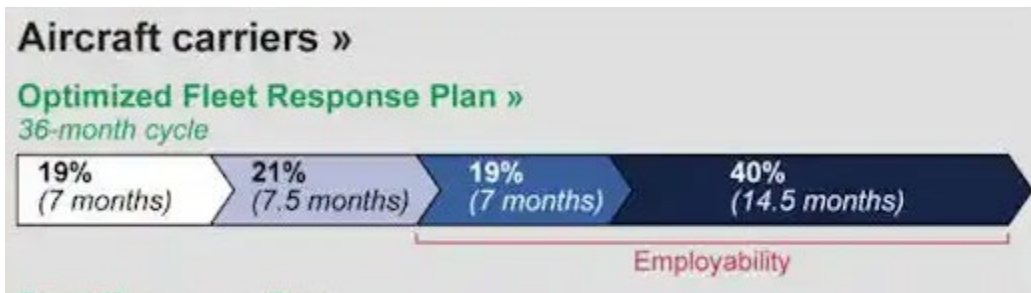 Aircraft carriers »
Optimized Fleet Response Plan »
36-month cycle
19% 21% 19% 40%
(7 months) (7.5 months) (7 months) (14.5 months)
Employability